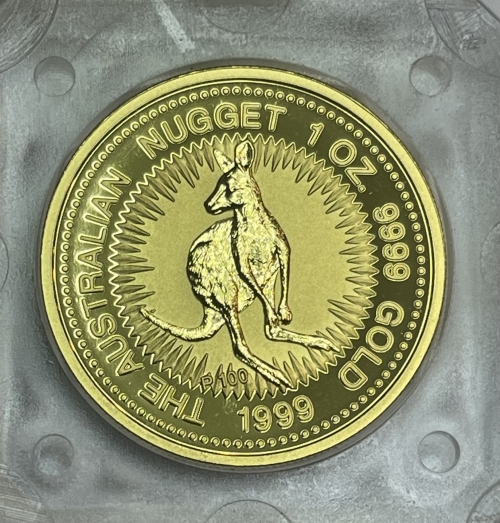 THE AUSTRALIAN NUGGET 1 OZ. 9999 GOLD
P100
1999